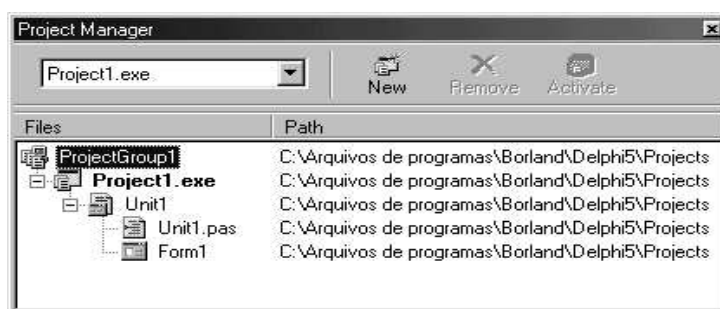 Project Manager
Project1.exe
New Remove Activate
Files Path
ProjectGroup1 C:\Arquivos de programas\Borland\Delphi5\Projects
Project1.exe C:\Arquivos de programas\Borland\Delphi5\Projects
Unit1 C:\Arquivos de programas\Borland\Delphi5\Projects
Unit1.pas C:\Arquivos de programas\Borland\Delphi5\Projects
Form1 C:\Arquivos de programas\Borland\Delphi5\Projects